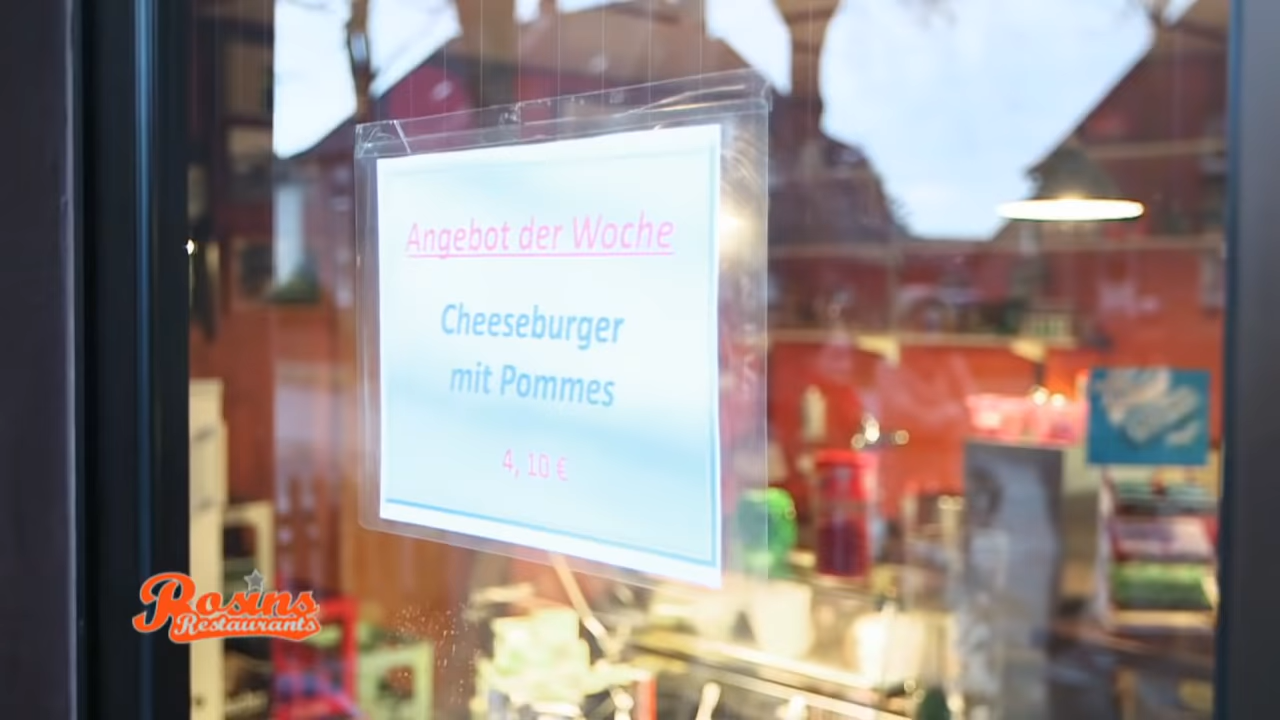 Angebot der Woche
Cheeseburger
mit Pommes
4, 10 €
Rosins
Restaurants